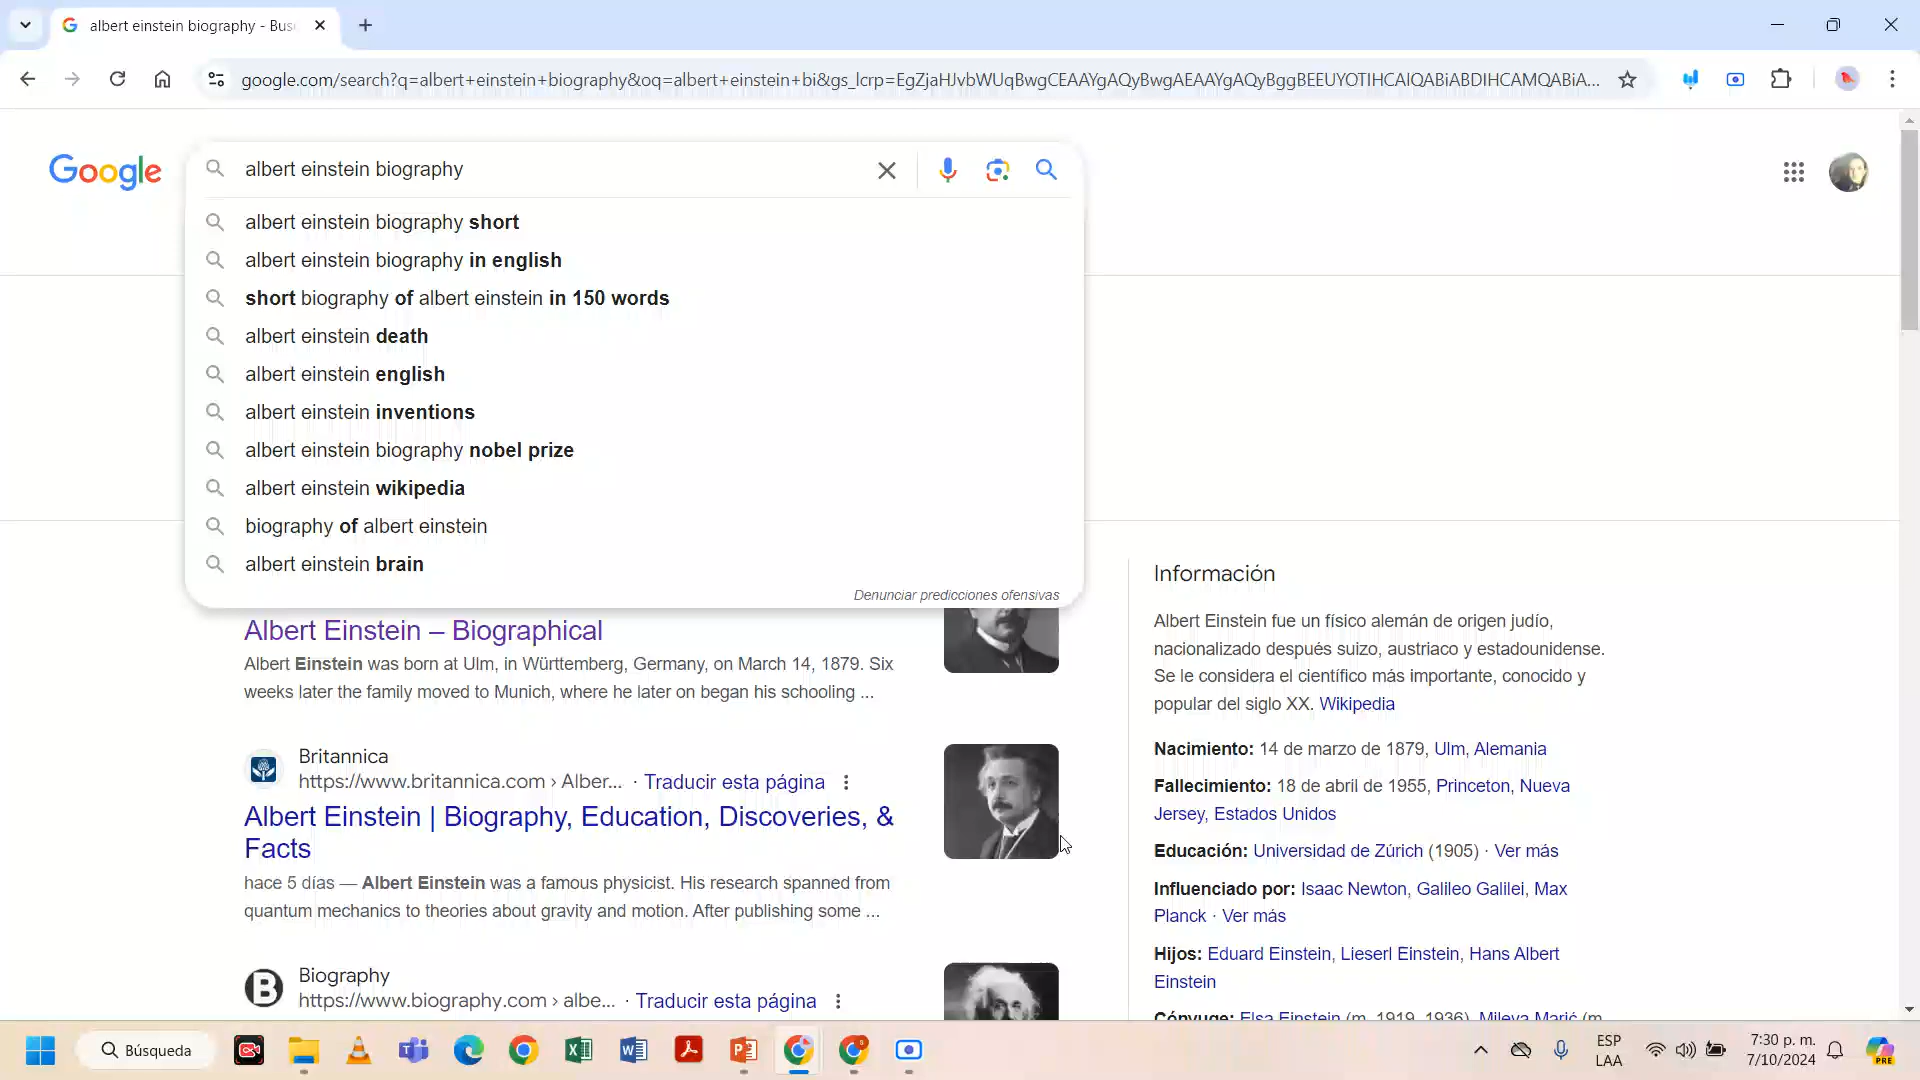 albert einstein biography - Bus
google.com/search?q=albert+einstein+biography&oq=albert+einstein+bi&gs_lcrp=EgZjaHJvbWUqBwgCEAAYgAQyBwgAEAAYgAQyBggBEEUYOTIHCAIQABiABDIHCAMQABiA...
Google
albert einstein biography
albert einstein biography short
albert einstein biography in english
short biography of albert einstein in 150 words
albert einstein death
albert einstein english
albert einstein inventions
albert einstein biography nobel prize
albert einstein wikipedia
biography of albert einstein
albert einstein brain
Denunciar predicciones ofensivas
Albert Einstein – Biographical
Albert Einstein was born at Ulm, in Württemberg, Germany, on March 14, 1879. Six
weeks later the family moved to Munich, where he later on began his schooling ...
Britannica
https://www.britannica.com › Alber... · Traducir esta página
Albert Einstein | Biography, Education, Discoveries, &
Facts
hace 5 días — Albert Einstein was a famous physicist. His research spanned from
quantum mechanics to theories about gravity and motion. After publishing some ...
Biography
https://www.biography.com › albe... · Traducir esta página
Información
Albert Einstein fue un físico alemán de origen judío,
nacionalizado después suizo, austriaco y estadounidense.
Se le considera el científico más importante, conocido y
popular del siglo XX. Wikipedia
Nacimiento: 14 de marzo de 1879, Ulm, Alemania
Fallecimiento: 18 de abril de 1955, Princeton, Nueva
Jersey, Estados Unidos
Educación: Universidad de Zúrich (1905) · Ver más
Influenciado por: Isaac Newton, Galileo Galilei, Max
Planck · Ver más
Hijos: Eduard Einstein, Lieserl Einstein, Hans Albert
Einstein
Cónyuge: Elsa Einstein (m. 1919, 1936), Mileva Marić (m.
Búsqueda
ESP
LAA
7:30 p. m.
7/10/2024
PRE